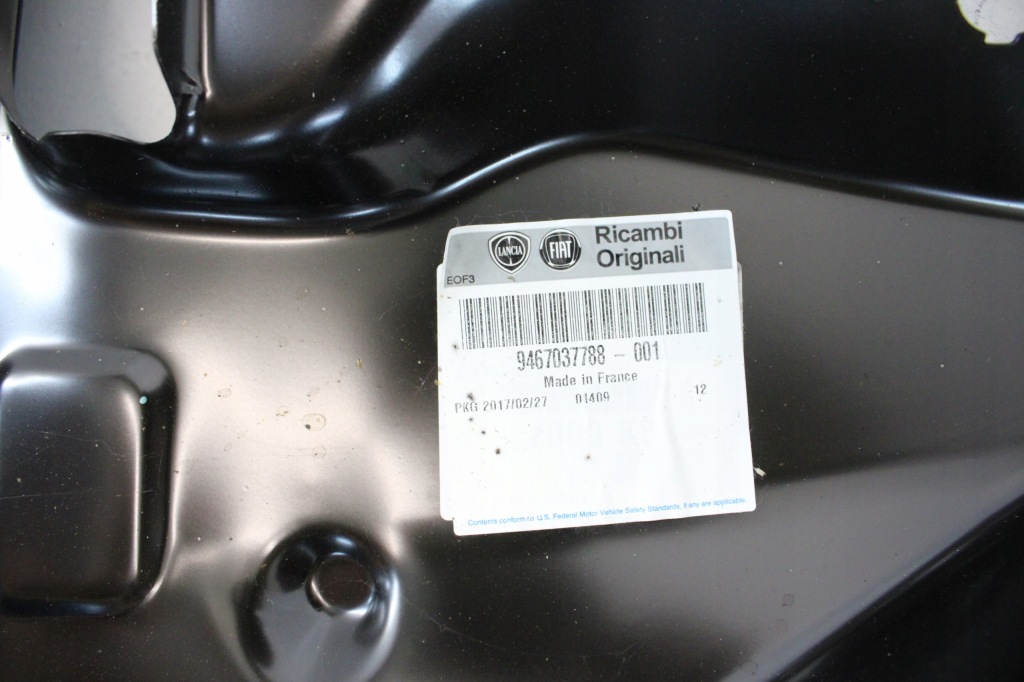 LANCIA FIAT Ricambi
Originali
EOF3
9467037788 - 001
Made in France
PKG 2017/02/27 01409 12
Contents conform to U.S. Federal Motor Vehicle Safety Standards, if any are applicable.